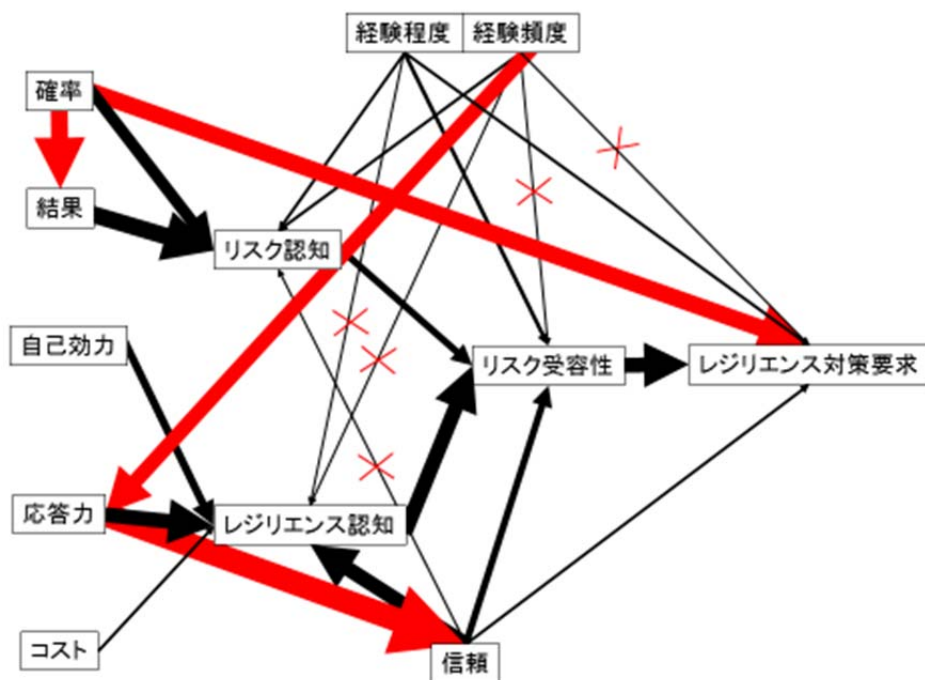 経験程度 経験頻度
確率
結果
リスク認知
自己効力
リスク受容性
レジリエンス対策要求
応答力
レジリエンス認知
コスト
信頼